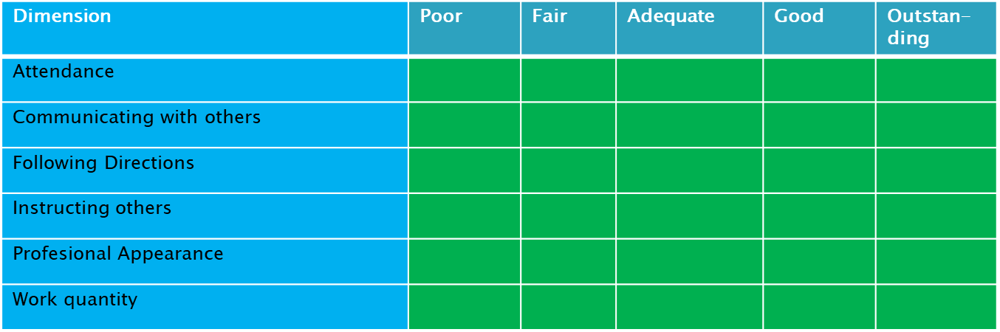 Dimension Poor Fair Adequate Good Outstan-
ding
Attendance
Communicating with others
Following Directions
Instructing others
Profesional Appearance
Work quantity